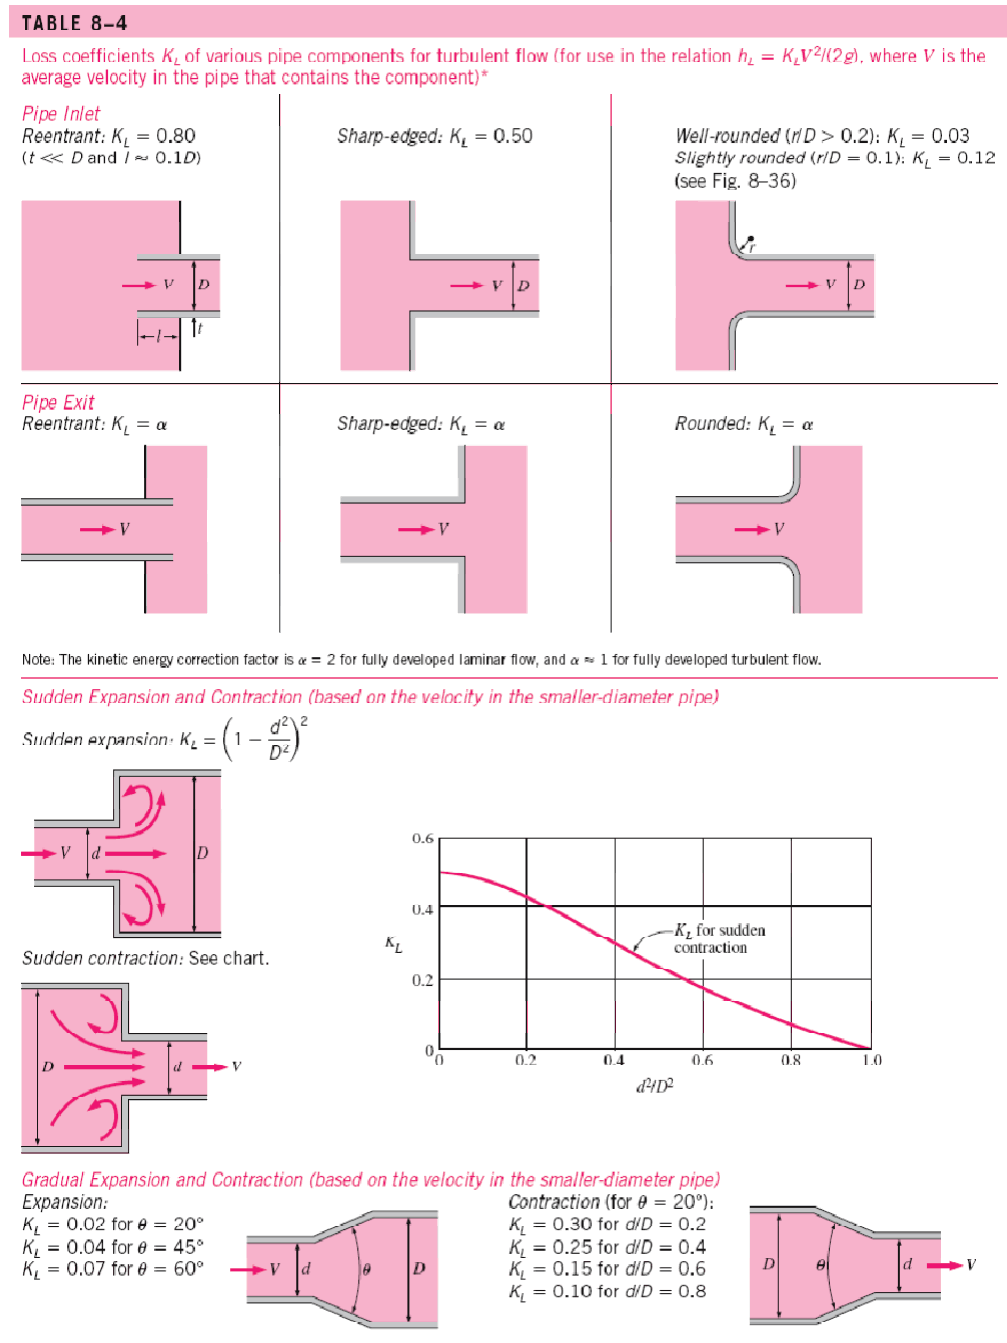 TABLE 8–4
Loss coefficients K_L of various pipe components for turbulent flow (for use in the relation h_L = K_LV²/(2g), where V is the
average velocity in the pipe that contains the component)*
Pipe Inlet
Reentrant: K_L = 0.80
(t << D and l ≈ 0.1D)
Sharp-edged: K_L = 0.50
Well-rounded (r/D > 0.2): K_L = 0.03
Slightly rounded (r/D = 0.1): K_L = 0.12
(see Fig. 8–36)
V
D
l
t
V
D
r
V
D
Pipe Exit
Reentrant: K_L = α
Sharp-edged: K_L = α
Rounded: K_L = α
V
V
V
Note: The kinetic energy correction factor is α = 2 for fully developed laminar flow, and α ≈ 1 for fully developed turbulent flow.
Sudden Expansion and Contraction (based on the velocity in the smaller-diameter pipe)
Sudden expansion: K_L = (1 − d²/D²)²
V
d
D
Sudden contraction: See chart.
D
d
V
0.6
0.4
0.2
0
K_L
K_L for sudden
contraction
0
0.2
0.4
0.6
0.8
1.0
d²/D²
Gradual Expansion and Contraction (based on the velocity in the smaller-diameter pipe)
Expansion:
K_L = 0.02 for θ = 20°
K_L = 0.04 for θ = 45°
K_L = 0.07 for θ = 60°
V
d
θ
D
Contraction (for θ = 20°):
K_L = 0.30 for d/D = 0.2
K_L = 0.25 for d/D = 0.4
K_L = 0.15 for d/D = 0.6
K_L = 0.10 for d/D = 0.8
D
θ
d
V